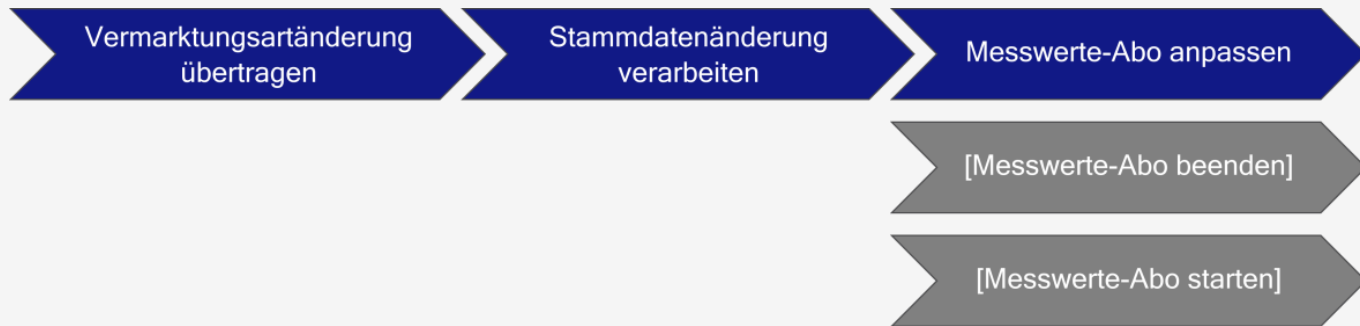 Vermarktungsartänderung
übertragen
Stammdatenänderung
verarbeiten
Messwerte-Abo anpassen
[Messwerte-Abo beenden]
[Messwerte-Abo starten]